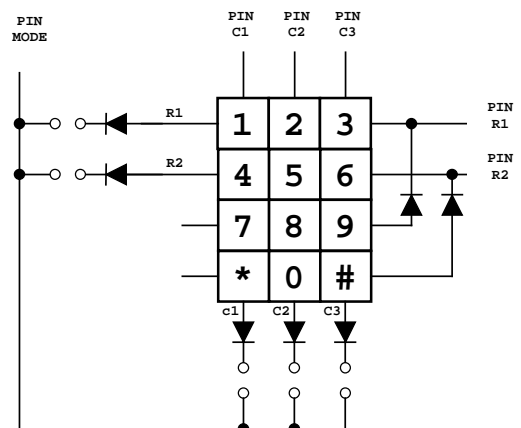 PIN MODE
PIN C1
PIN C2
PIN C3
R1
1 2 3
PIN R1
R2
4 5 6
PIN R2
7 8 9
* 0 #
c1 C2 C3